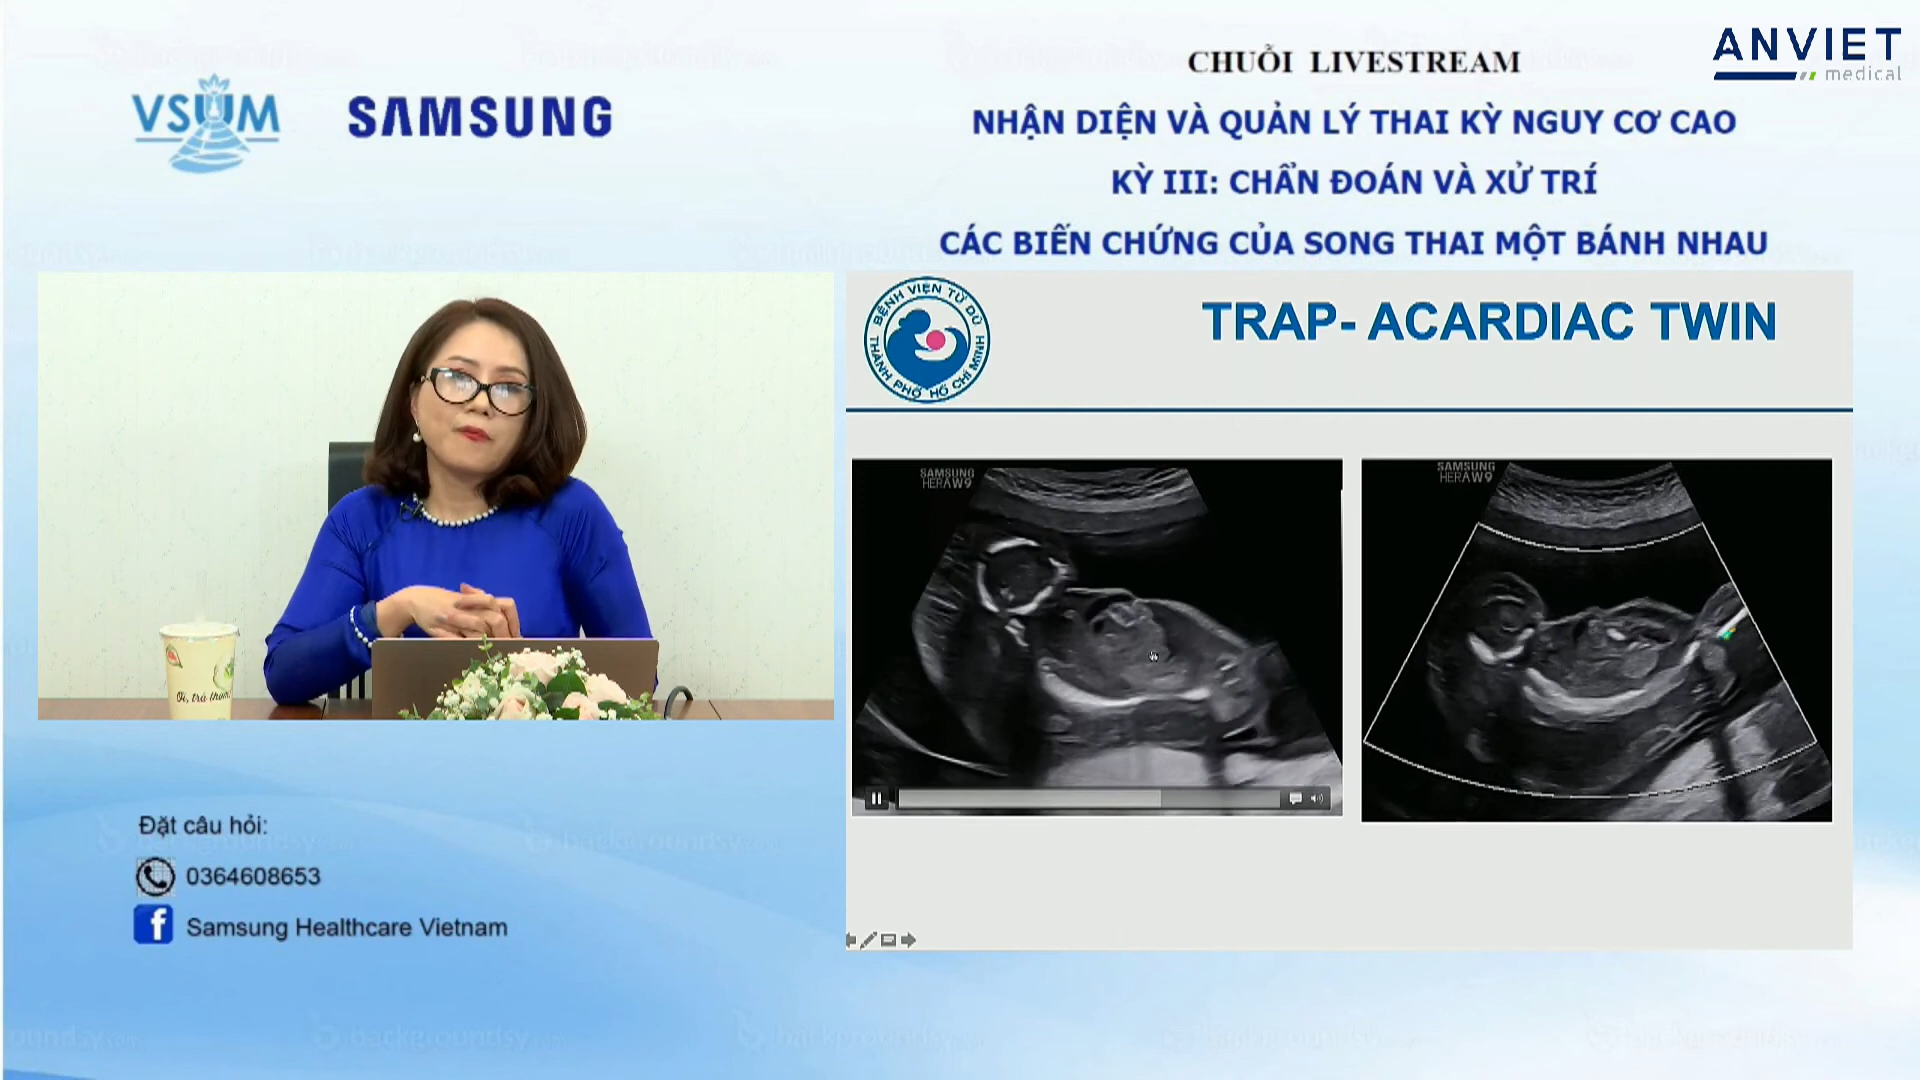 ANVIET
medical
CHUỖI LIVESTREAM
NHẬN DIỆN VÀ QUẢN LÝ THAI KỲ NGUY CƠ CAO
KỲ III: CHẨN ĐOÁN VÀ XỬ TRÍ
CÁC BIẾN CHỨNG CỦA SONG THAI MỘT BÁNH NHAU
VSUM
SAMSUNG
BỆNH VIỆN TỪ DŨ
THÀNH PHỐ HỒ CHÍ MINH
TRAP- ACARDIAC TWIN
SAMSUNG
HERA W9
SAMSUNG
HERA W9
Đặt câu hỏi:
0364608653
f
Samsung Healthcare Vietnam